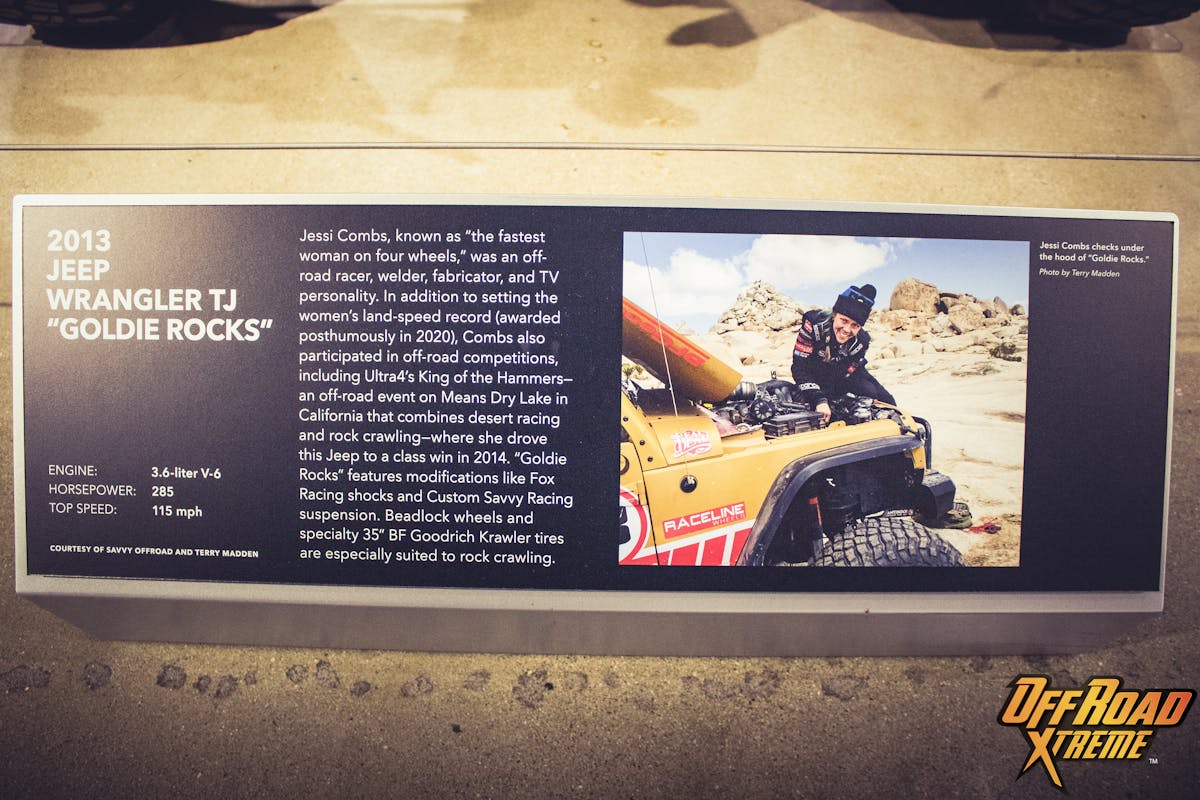 2013
JEEP
WRANGLER TJ
“GOLDIE ROCKS”
ENGINE: 3.6-liter V-6
HORSEPOWER: 285
TOP SPEED: 115 mph
COURTESY OF SAVVY OFFROAD AND TERRY MADDEN
Jessi Combs, known as “the fastest
woman on four wheels,” was an off-
road racer, welder, fabricator, and TV
personality. In addition to setting the
women’s land-speed record (awarded
posthumously in 2020), Combs also
participated in off-road competitions,
including Ultra4’s King of the Hammers—
an off-road event on Means Dry Lake in
California that combines desert racing
and rock crawling—where she drove
this Jeep to a class win in 2014. “Goldie
Rocks” features modifications like Fox
Racing shocks and Custom Savvy Racing
suspension. Beadlock wheels and
specialty 35” BF Goodrich Krawler tires
are especially suited to rock crawling.
RACELINE
WHEELS
Jessi Combs checks under
the hood of “Goldie Rocks.”
Photo by Terry Madden
OFFROAD
XTREME
TM